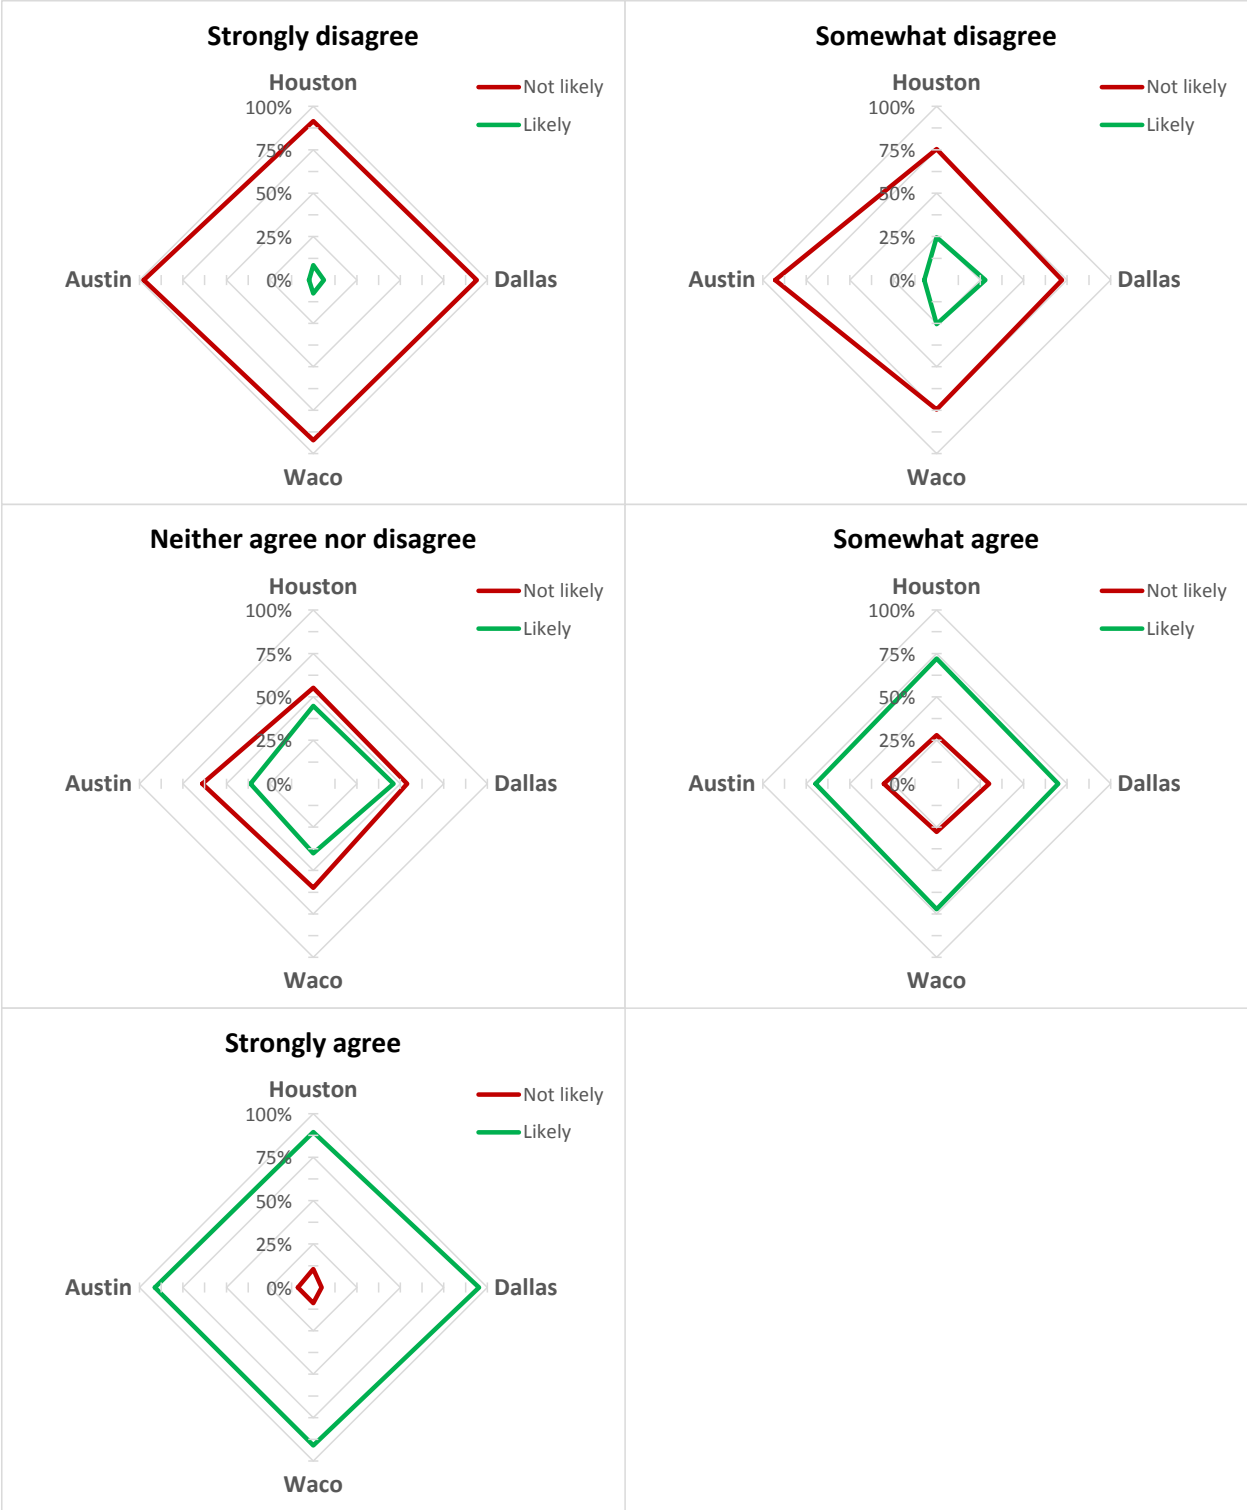 Strongly disagree
Houston
Not likely
Likely
100%
75%
50%
25%
0%
Austin
Dallas
Waco
Somewhat disagree
Houston
Not likely
Likely
100%
75%
50%
25%
0%
Austin
Dallas
Waco
Neither agree nor disagree
Houston
Not likely
Likely
100%
75%
50%
25%
0%
Austin
Dallas
Waco
Somewhat agree
Houston
Not likely
Likely
100%
75%
50%
25%
0%
Austin
Dallas
Waco
Strongly agree
Houston
Not likely
Likely
100%
75%
50%
25%
0%
Austin
Dallas
Waco